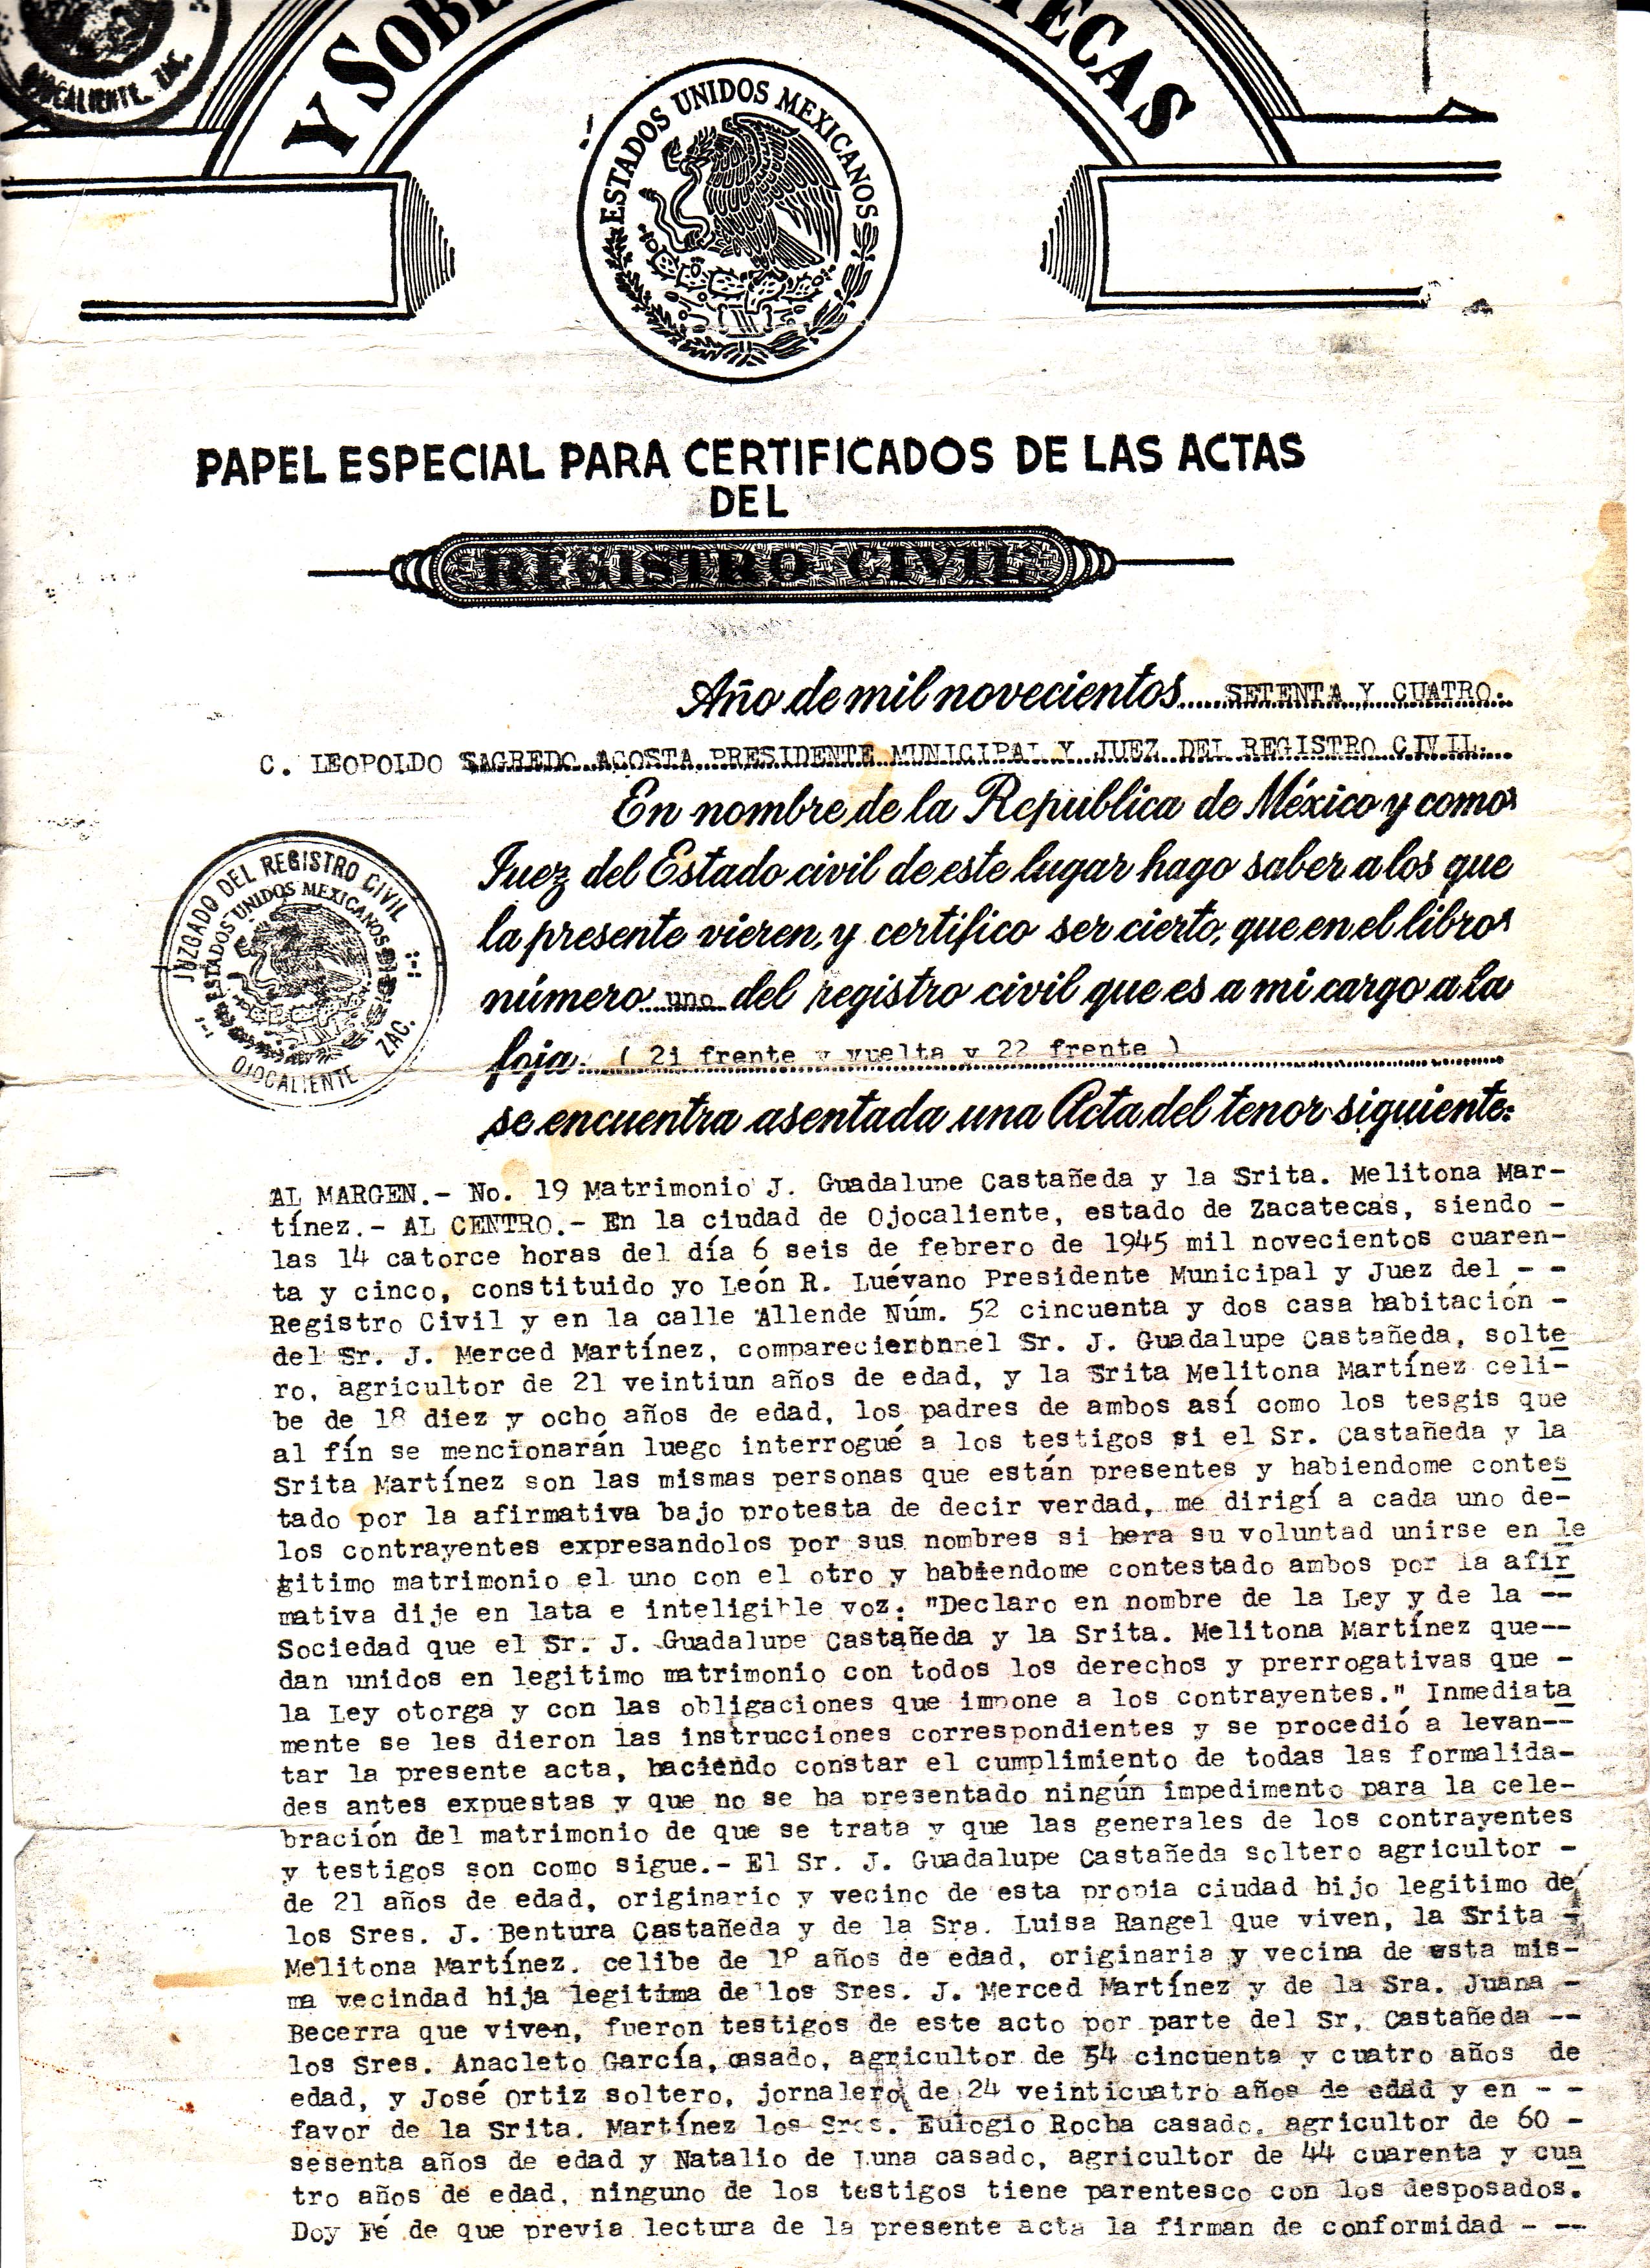 OJOCALIENTE, ZAC.
Y SOBE
TECAS
ESTADOS UNIDOS MEXICANOS
PAPEL ESPECIAL PARA CERTIFICADOS DE LAS ACTAS
DEL
REGISTRO CIVIL
Año de mil novecientos SETENTA Y CUATRO.
C. LEOPOLDO SAGREDO ACOSTA PRESIDENTE MUNICIPAL Y JUEZ DEL REGISTRO CIVIL.
En nombre de la República de México y como
Juez del Estado civil de este lugar hago saber a los que
la presente vieren, y certifico ser cierto, que en el libro
número uno del registro civil que es a mi cargo a la
foja. ( 21 frente y vuelta y 22 frente )
se encuentra asentada una Acta del tenor siguiente:
JUZGADO DEL REGISTRO CIVIL
ESTADOS UNIDOS MEXICANOS
OJOCALIENTE ZAC.
AL MARGEN.- No. 19 Matrimonio J. Guadalupe Castañeda y la Srita. Melitona Mar-
tínez.- AL CENTRO.- En la ciudad de Ojocaliente, estado de Zacatecas, siendo -
las 14 catorce horas del día 6 seis de febrero de 1945 mil novecientos cuaren-
ta y cinco, constituido yo León R. Luévano Presidente Municipal y Juez del - -
Registro Civil y en la calle Allende Núm. 52 cincuenta y dos casa habitación -
del Sr. J. Merced Martínez, comparecieron el Sr. J. Guadalupe Castañeda, solte
ro, agricultor de 21 veintiun años de edad, y la Srita Melitona Martínez celi-
be de 18 diez y ocho años de edad, los padres de ambos así como los tesgis que
al fín se mencionarán luego interrogué a los testigos si el Sr. Castañeda y la
Srita Martínez son las mismas personas que están presentes y habiendome contes
tado por la afirmativa bajo protesta de decir verdad, me dirigí a cada uno de-
los contrayentes expresandolos por sus nombres si hera su voluntad unirse en le
gitimo matrimonio el uno con el otro y habiendome contestado ambos por la afir
mativa dije en lata e inteligible voz: "Declaro en nombre de la Ley y de la --
Sociedad que el Sr. J. Guadalupe Castañeda y la Srita. Melitona Martínez que--
dan unidos en legitimo matrimonio con todos los derechos y prerrogativas que -
la Ley otorga y con las obligaciones que impone a los contrayentes." Inmediata
mente se les dieron las instrucciones correspondientes y se procedió a levan--
tar la presente acta, haciendo constar el cumplimiento de todas las formalida-
des antes expuestas y que no se ha presentado ningún impedimento para la cele-
bración del matrimonio de que se trata y que las generales de los contrayentes
y testigos son como sigue.- El Sr. J. Guadalupe Castañeda soltero agricultor -
de 21 años de edad, originario y vecino de esta propia ciudad hijo legitimo de
los Sres. J. Bentura Castañeda y de la Sra. Luisa Rangel que viven, la Srita -
Melitona Martínez. celibe de 18 años de edad, originaria y vecina de esta mis-
ma vecindad hija legitima de los Sres. J. Merced Martínez y de la Sra. Juana -
Becerra que viven, fueron testigos de este acto por parte del Sr, Castañeda --
los Sres. Anacleto García, casado, agricultor de 54 cincuenta y cuatro años de
edad, y José Ortiz soltero, jornalero de 24 veinticuatro años de edad y en - -
favor de la Srita. Martínez los Sres. Eulogio Rocha casado, agricultor de 60 -
sesenta años de edad y Natalio de Luna casado, agricultor de 44 cuarenta y cua
tro años de edad, ninguno de los testigos tiene parentesco con los desposados.
Doy Fé de que previa lectura de la presente acta la firman de conformidad - --